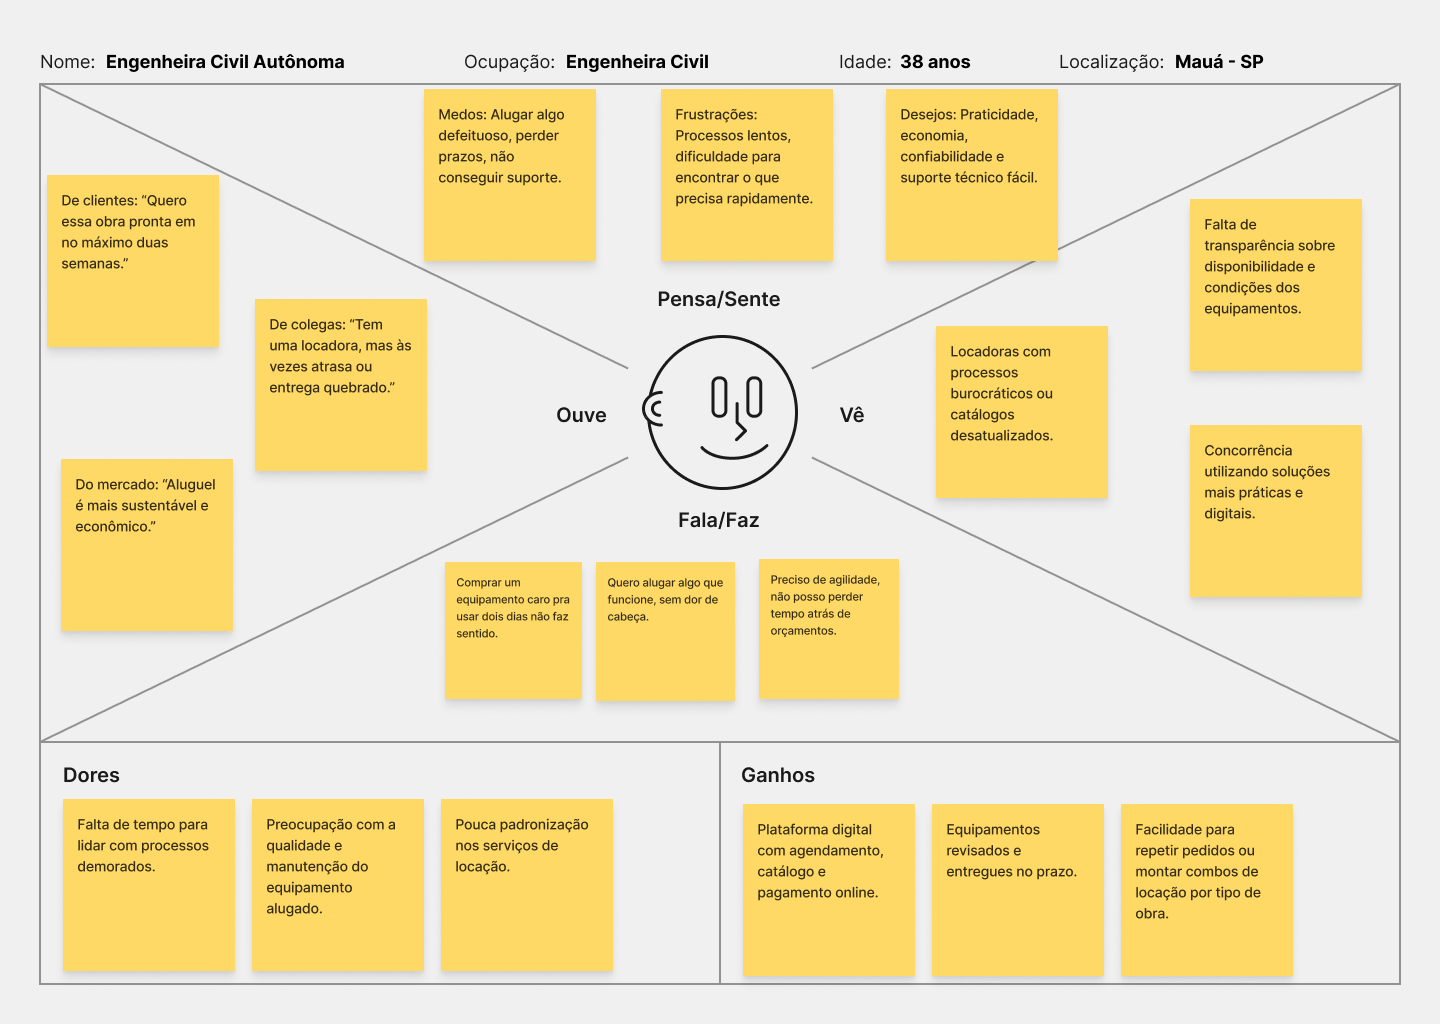 Nome: Engenheira Civil Autônoma
Ocupação: Engenheira Civil
Idade: 38 anos
Localização: Mauá - SP
Medos: Alugar algo
defeituoso, perder
prazos, não
conseguir suporte.
Frustrações:
Processos lentos,
dificuldade para
encontrar o que
precisa rapidamente.
Desejos: Praticidade,
economia,
confiabilidade e
suporte técnico fácil.
Pensa/Sente
De clientes: “Quero
essa obra pronta em
no máximo duas
semanas.”
De colegas: “Tem
uma locadora, mas às
vezes atrasa ou
entrega quebrado.”
Do mercado: “Aluguel
é mais sustentável e
econômico.”
Ouve
Vê
Locadoras com
processos
burocráticos ou
catálogos
desatualizados.
Falta de
transparência sobre
disponibilidade e
condições dos
equipamentos.
Concorrência
utilizando soluções
mais práticas e
digitais.
Fala/Faz
Comprar um
equipamento caro pra
usar dois dias não faz
sentido.
Quero alugar algo que
funcione, sem dor de
cabeça.
Preciso de agilidade,
não posso perder
tempo atrás de
orçamentos.
Dores
Falta de tempo para
lidar com processos
demorados.
Preocupação com a
qualidade e
manutenção do
equipamento
alugado.
Pouca padronização
nos serviços de
locação.
Ganhos
Plataforma digital
com agendamento,
catálogo e
pagamento online.
Equipamentos
revisados e
entregues no prazo.
Facilidade para
repetir pedidos ou
montar combos de
locação por tipo de
obra.